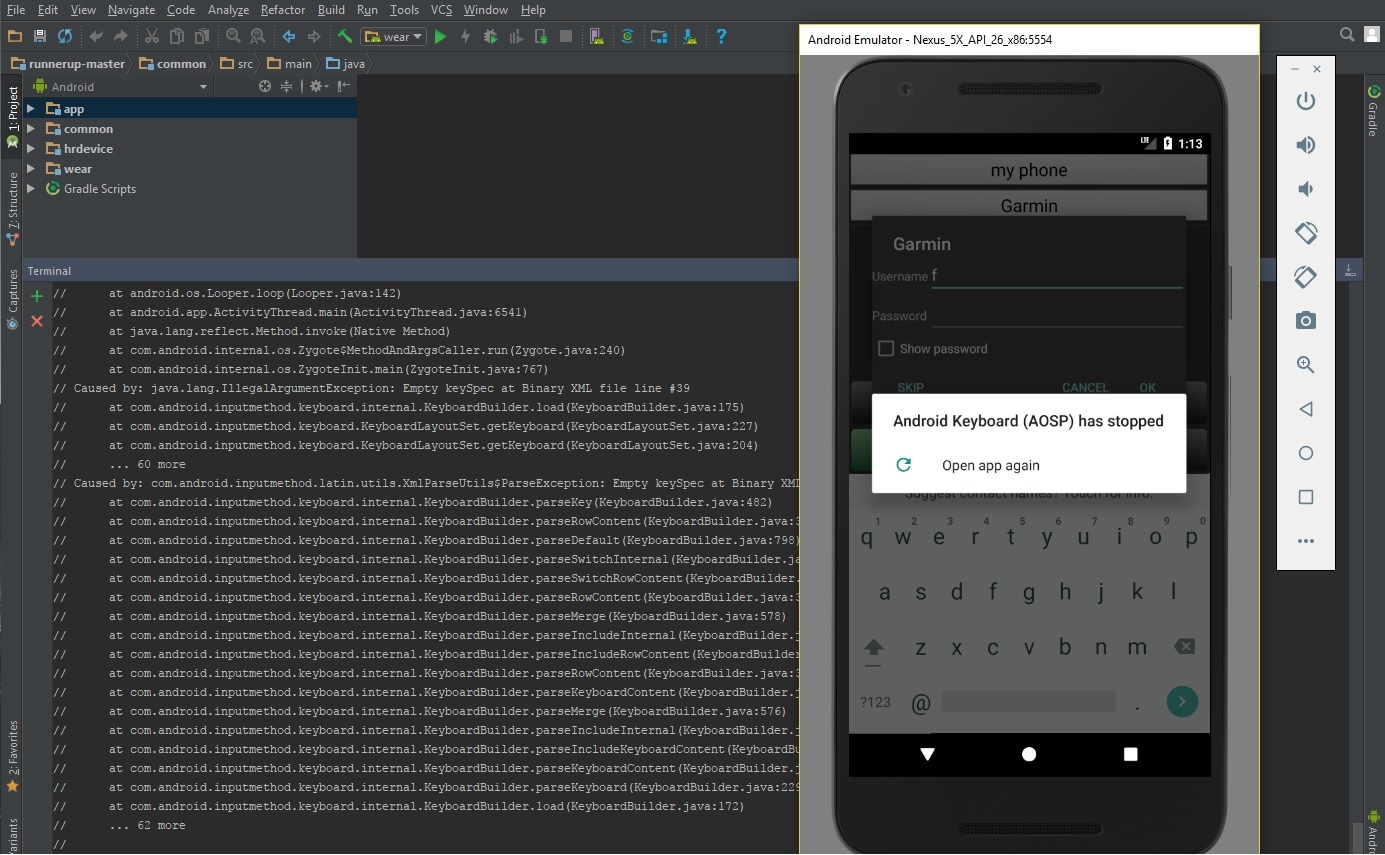 File Edit View Navigate Code Analyze Refactor Build Run Tools VCS Window Help
wear
runnerup-master common src main java
Android
1: Project
app
common
hrdevice
wear
Gradle Scripts
7: Structure
Captures
2: Favorites
Terminal
// at android.os.Looper.loop(Looper.java:142)
// at android.app.ActivityThread.main(ActivityThread.java:6541)
// at java.lang.reflect.Method.invoke(Native Method)
// at com.android.internal.os.Zygote$MethodAndArgsCaller.run(Zygote.java:240)
// at com.android.internal.os.ZygoteInit.main(ZygoteInit.java:767)
// Caused by: java.lang.IllegalArgumentException: Empty keySpec at Binary XML file line #39
// at com.android.inputmethod.keyboard.internal.KeyboardBuilder.load(KeyboardBuilder.java:175)
// at com.android.inputmethod.keyboard.KeyboardLayoutSet.getKeyboard(KeyboardLayoutSet.java:227)
// at com.android.inputmethod.keyboard.KeyboardLayoutSet.getKeyboard(KeyboardLayoutSet.java:204)
// ... 60 more
// Caused by: com.android.inputmethod.latin.utils.XmlParseUtils$ParseException: Empty keySpec at Binary XML
// at com.android.inputmethod.keyboard.internal.KeyboardBuilder.parseKey(KeyboardBuilder.java:482)
// at com.android.inputmethod.keyboard.internal.KeyboardBuilder.parseRowContent(KeyboardBuilder.java:3
// at com.android.inputmethod.keyboard.internal.KeyboardBuilder.parseDefault(KeyboardBuilder.java:798)
// at com.android.inputmethod.keyboard.internal.KeyboardBuilder.parseSwitchInternal(KeyboardBuilder.ja
// at com.android.inputmethod.keyboard.internal.KeyboardBuilder.parseSwitchRowContent(KeyboardBuilder.
// at com.android.inputmethod.keyboard.internal.KeyboardBuilder.parseRowContent(KeyboardBuilder.java:3
// at com.android.inputmethod.keyboard.internal.KeyboardBuilder.parseMerge(KeyboardBuilder.java:578)
// at com.android.inputmethod.keyboard.internal.KeyboardBuilder.parseIncludeInternal(KeyboardBuilder.j
// at com.android.inputmethod.keyboard.internal.KeyboardBuilder.parseIncludeRowContent(KeyboardBuilder
// at com.android.inputmethod.keyboard.internal.KeyboardBuilder.parseRowContent(KeyboardBuilder.java:3
// at com.android.inputmethod.keyboard.internal.KeyboardBuilder.parseKeyboardContent(KeyboardBuilder.j
// at com.android.inputmethod.keyboard.internal.KeyboardBuilder.parseMerge(KeyboardBuilder.java:576)
// at com.android.inputmethod.keyboard.internal.KeyboardBuilder.parseIncludeInternal(KeyboardBuilder.j
// at com.android.inputmethod.keyboard.internal.KeyboardBuilder.parseIncludeKeyboardContent(KeyboardBu
// at com.android.inputmethod.keyboard.internal.KeyboardBuilder.parseKeyboardContent(KeyboardBuilder.j
// at com.android.inputmethod.keyboard.internal.KeyboardBuilder.parseKeyboard(KeyboardBuilder.java:229
// at com.android.inputmethod.keyboard.internal.KeyboardBuilder.load(KeyboardBuilder.java:172)
// ... 62 more
//
Android Emulator - Nexus_5X_API_26_x86:5554
LTE 1:13
my phone
Garmin
Garmin
Username f
Password
Show password
SKIP CANCEL OK
Android Keyboard (AOSP) has stopped
Open app again
Suggest contact names? Touch for info.
1 2 3 4 5 6 7 8 9 0
q w e r t y u i o p
a s d f g h j k l
z x c v b n m
?123 @ .
Gradle